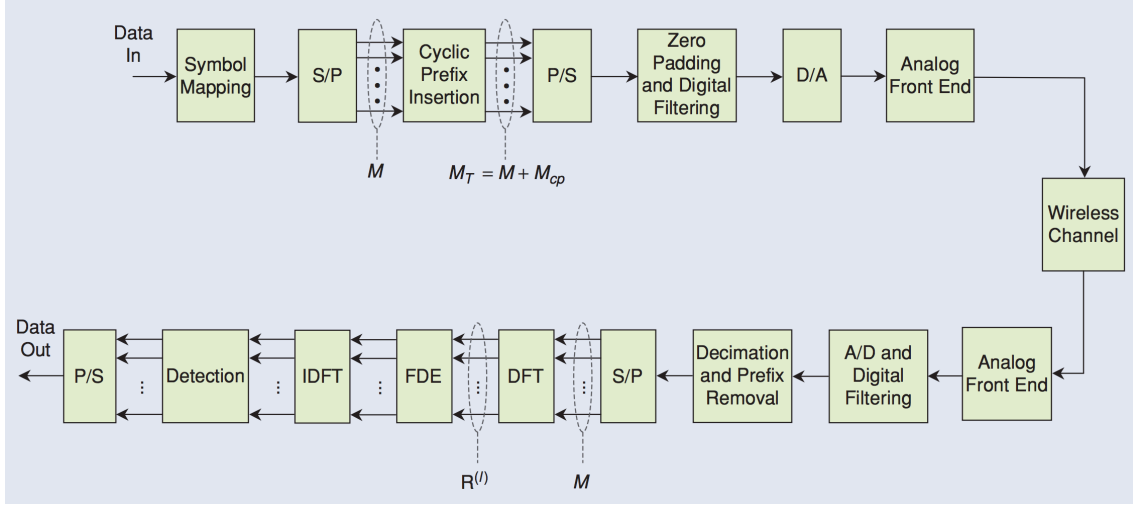 Data
In
Symbol
Mapping
S/P
Cyclic
Prefix
Insertion
P/S
Zero
Padding
and Digital
Filtering
D/A
Analog
Front End
M
M_T = M + M_cp
Wireless
Channel
Data
Out
P/S
Detection
IDFT
FDE
DFT
S/P
Decimation
and Prefix
Removal
A/D and
Digital
Filtering
Analog
Front End
R^(l)
M